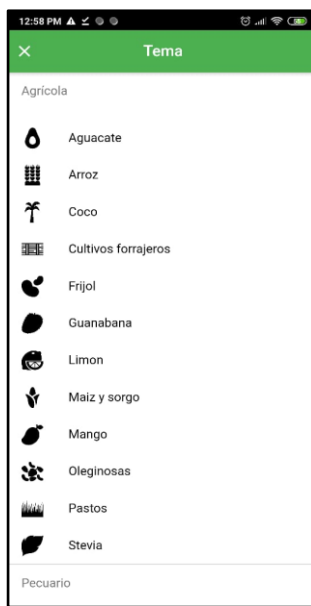 12:58 PM
Tema
Agrícola
Aguacate
Arroz
Coco
Cultivos forrajeros
Frijol
Guanabana
Limon
Maiz y sorgo
Mango
Oleginosas
Pastos
Stevia
Pecuario